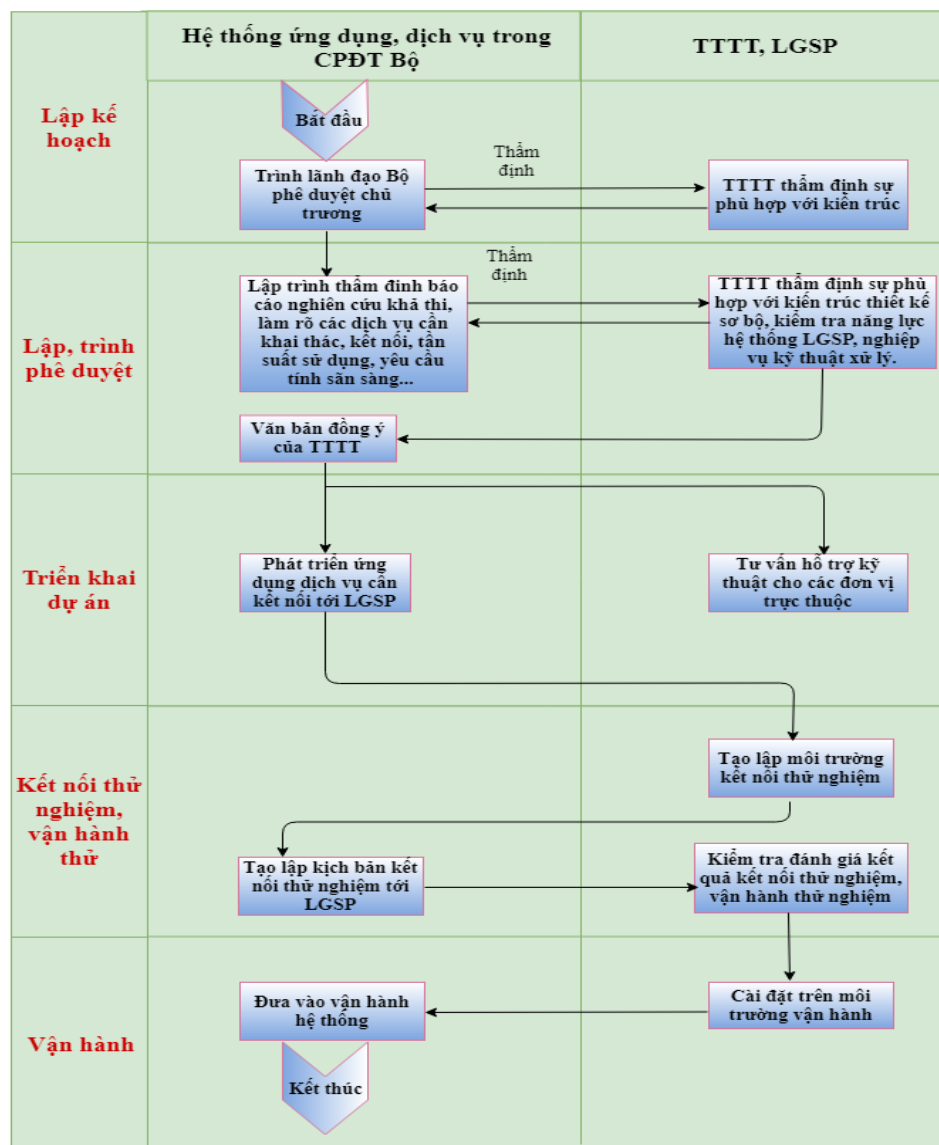 Hệ thống ứng dụng, dịch vụ trong
CPĐT Bộ
TTTT, LGSP
Lập kế
hoạch
Bắt đầu
Trình lãnh đạo Bộ
phê duyệt chủ
trương
Thẩm
định
TTTT thẩm định sự
phù hợp với kiến trúc
Lập, trình
phê duyệt
Lập trình thẩm đinh báo
cáo nghiên cứu khả thi,
làm rõ các dịch vụ cần
khai thác, kết nối, tần
suất sử dụng, yêu cầu
tính sẵn sàng...
Thẩm
định
TTTT thẩm định sự phù
hợp với kiến trúc thiết kế
sơ bộ, kiểm tra năng lực
hệ thống LGSP, nghiệp
vụ kỹ thuật xử lý.
Văn bản đồng ý
của TTTT
Triển khai
dự án
Phát triển ứng
dụng dịch vụ cần
kết nối tới LGSP
Tư vấn hỗ trợ kỹ
thuật cho các đơn vị
trực thuộc
Kết nối thử
nghiệm,
vận hành
thử
Tạo lập môi trường
kết nối thử nghiệm
Tạo lập kịch bản kết
nối thử nghiệm tới
LGSP
Kiểm tra đánh giá kết
quả kết nối thử nghiệm,
vận hành thử nghiệm
Vận hành
Đưa vào vận hành
hệ thống
Cài đặt trên môi
trường vận hành
Kết thúc